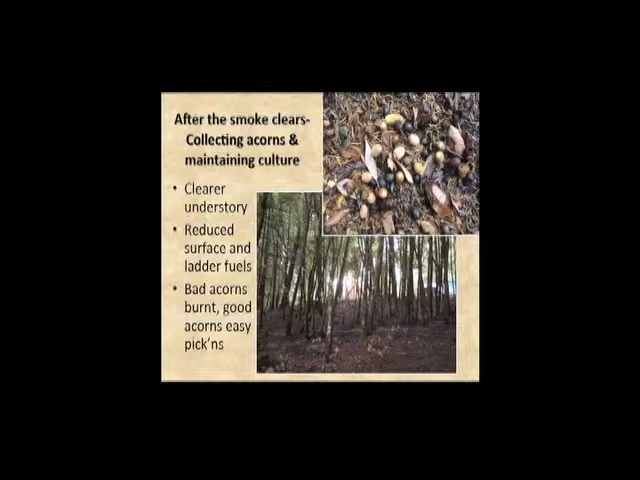 After the smoke clears-
Collecting acorns &
maintaining culture
• Clearer
understory
• Reduced
surface and
ladder fuels
• Bad acorns
burnt, good
acorns easy
pick'ns